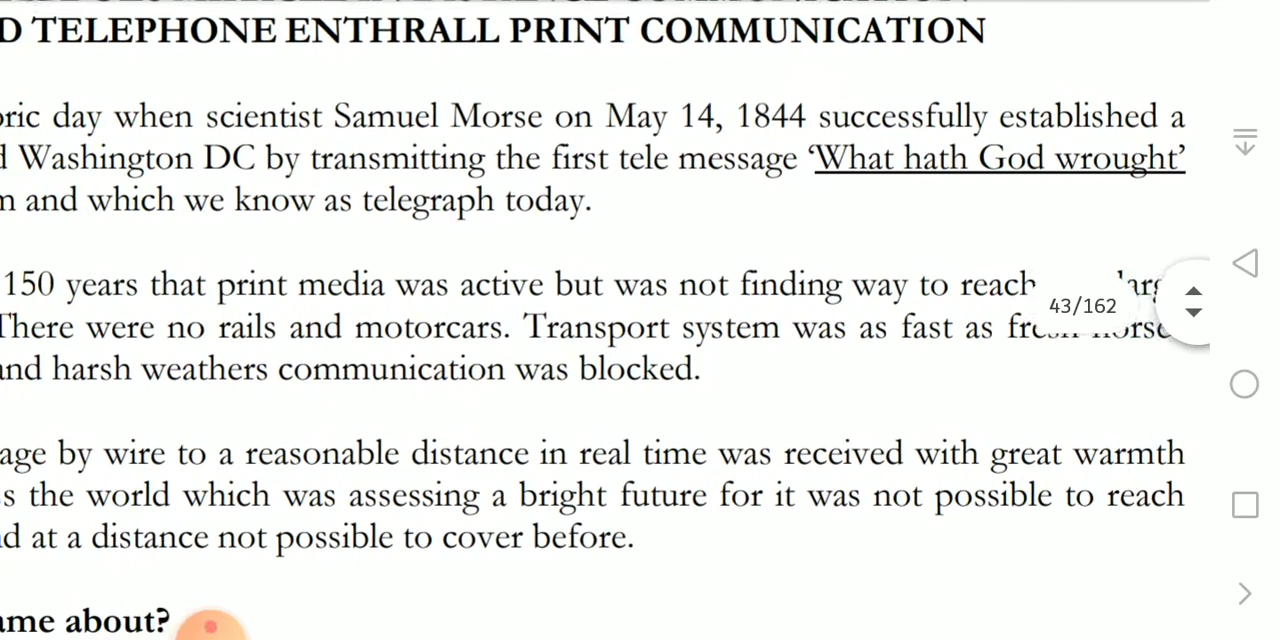 D TELEPHONE ENTHRALL PRINT COMMUNICATION
oric day when scientist Samuel Morse on May 14, 1844 successfully established a
d Washington DC by transmitting the first tele message ‘What hath God wrought’
m and which we know as telegraph today.
150 years that print media was active but was not finding way to reach
43/162
There were no rails and motorcars. Transport system was as fast as
and harsh weathers communication was blocked.
age by wire to a reasonable distance in real time was received with great warmth
s the world which was assessing a bright future for it was not possible to reach
d at a distance not possible to cover before.
ame about?